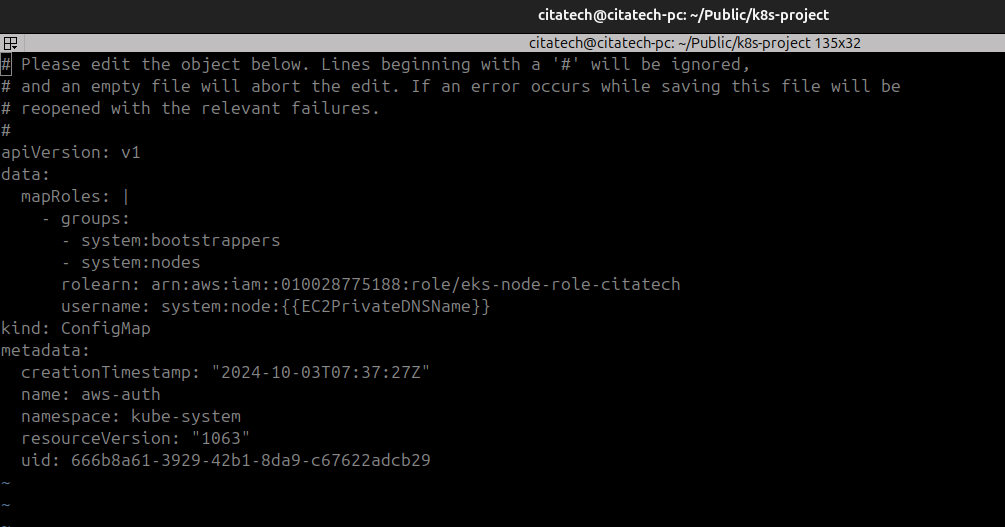 citatech@citatech-pc: ~/Public/k8s-project
citatech@citatech-pc: ~/Public/k8s-project 135x32
# Please edit the object below. Lines beginning with a '#' will be ignored,
# and an empty file will abort the edit. If an error occurs while saving this file will be
# reopened with the relevant failures.
#
apiVersion: v1
data:
  mapRoles: |
    - groups:
      - system:bootstrappers
      - system:nodes
      rolearn: arn:aws:iam::010028775188:role/eks-node-role-citatech
      username: system:node:{{EC2PrivateDNSName}}
kind: ConfigMap
metadata:
  creationTimestamp: "2024-10-03T07:37:27Z"
  name: aws-auth
  namespace: kube-system
  resourceVersion: "1063"
  uid: 666b8a61-3929-42b1-8da9-c67622adcb29
~
~
~